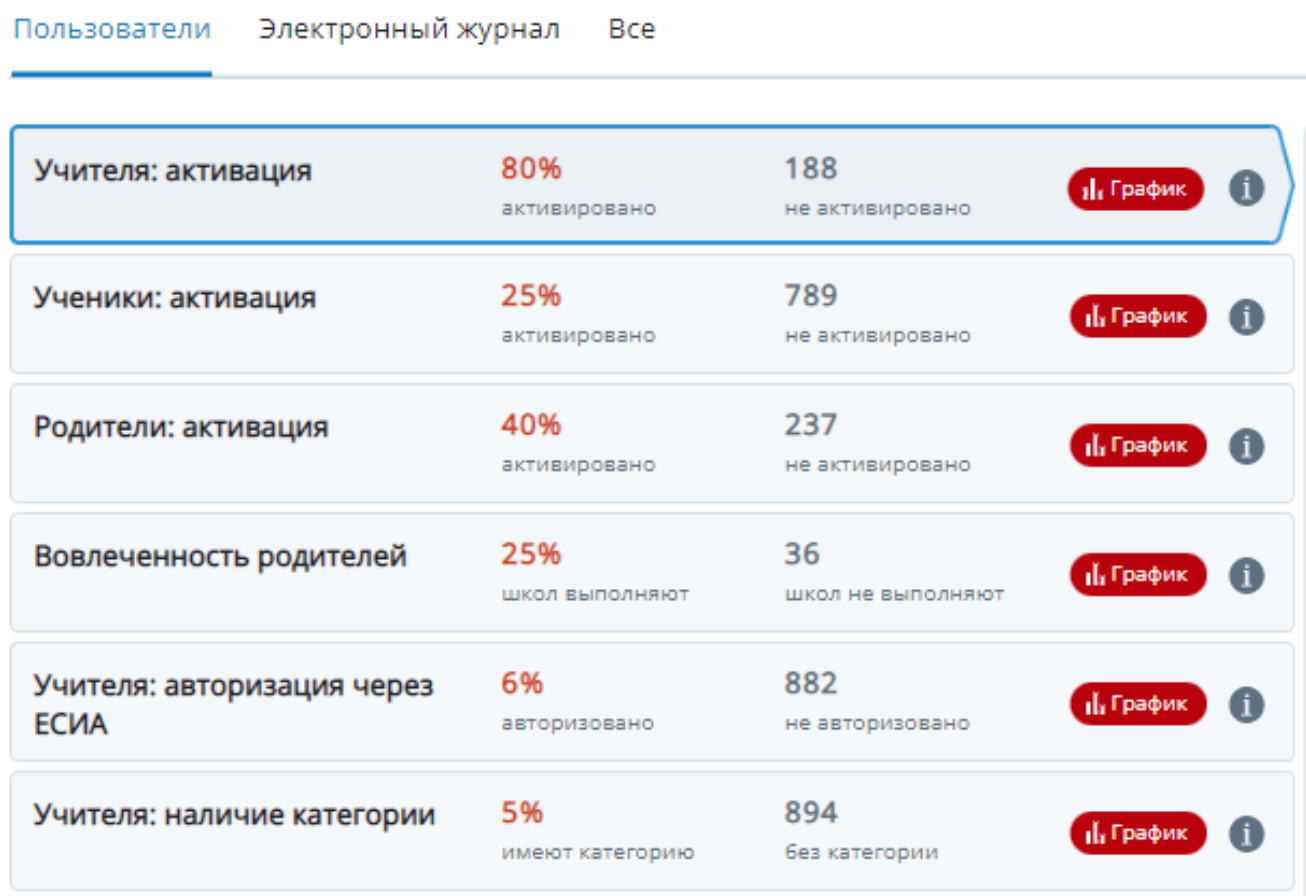 Пользователи Электронный журнал Все
Учителя: активация 80% 188 График
активировано не активировано
Ученики: активация 25% 789 График
активировано не активировано
Родители: активация 40% 237 График
активировано не активировано
Вовлеченность родителей 25% 36 График
школ выполняют школ не выполняют
Учителя: авторизация через 6% 882 График
ЕСИА авторизовано не авторизовано
Учителя: наличие категории 5% 894 График
имеют категорию без категории